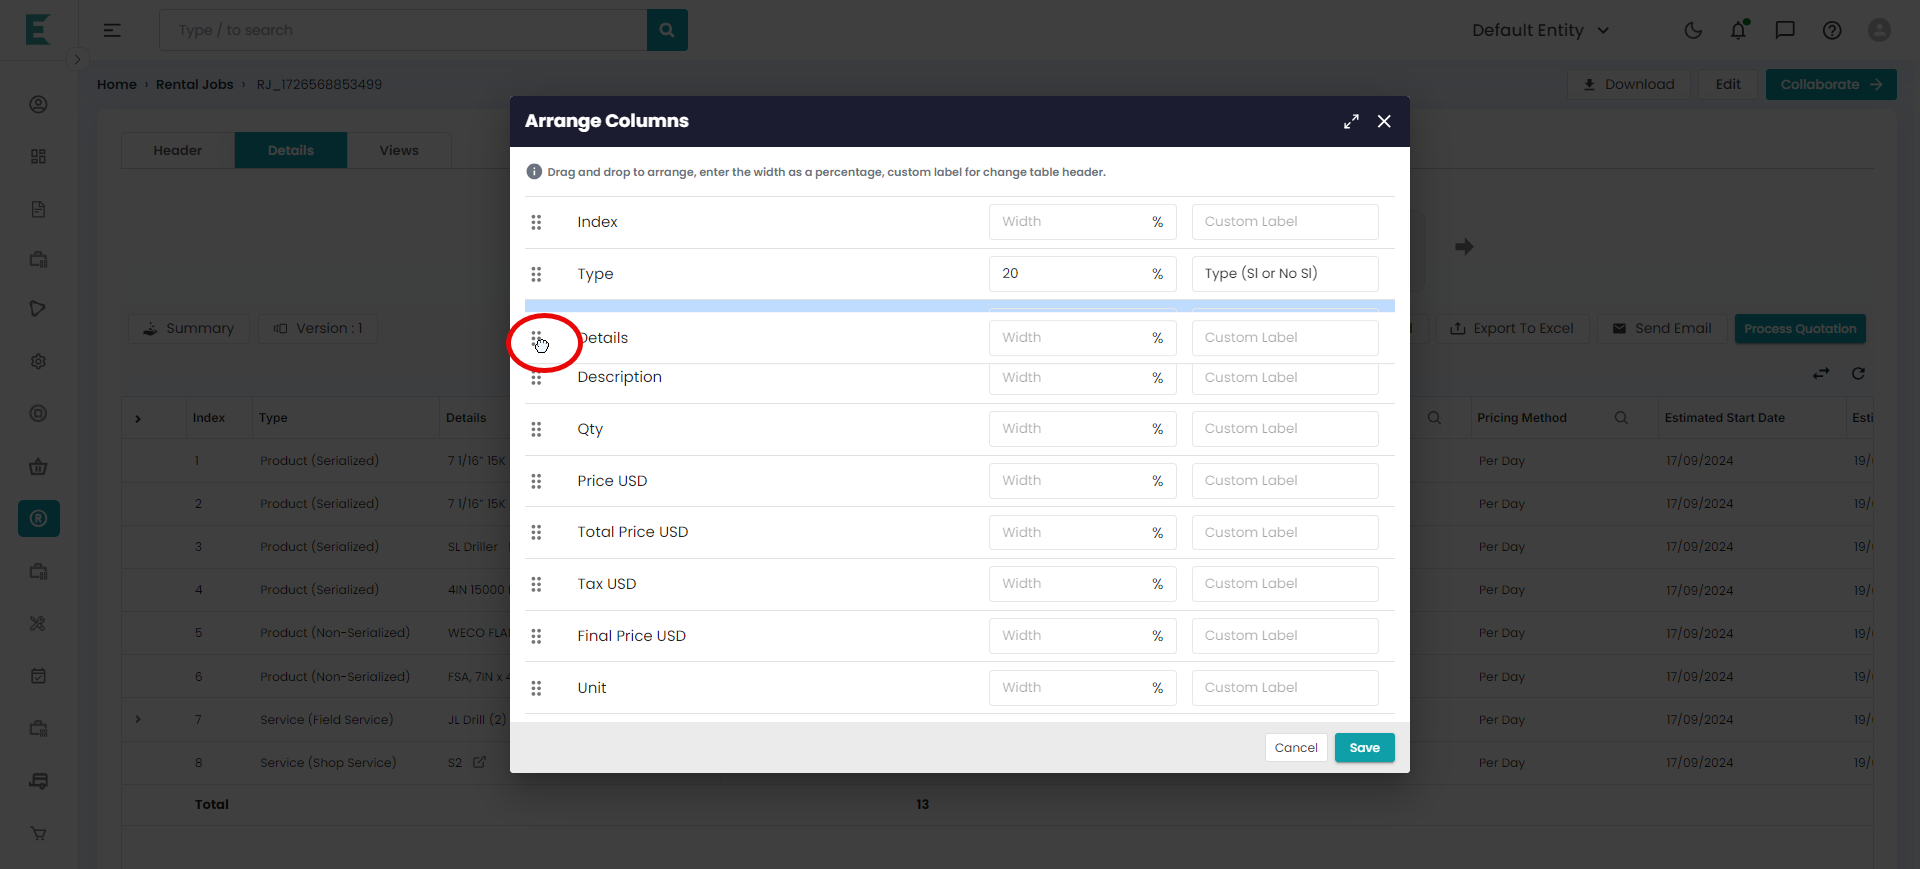 Type / to search
Default Entity
Home › Rental Jobs › RJ_1726568853499
Download
Edit
Collaborate
Header
Details
Views
Summary
Version : 1
Export To Excel
Send Email
Process Quotation
Arrange Columns
Drag and drop to arrange, enter the width as a percentage, custom label for change table header.
Index Width % Custom Label
Type 20 % Type (Sl or No Sl)
Details Width % Custom Label
Description Width % Custom Label
Qty Width % Custom Label
Price USD Width % Custom Label
Total Price USD Width % Custom Label
Tax USD Width % Custom Label
Final Price USD Width % Custom Label
Unit Width % Custom Label
Cancel
Save
Index Type Details Pricing Method Estimated Start Date Esti
1 Product (Serialized) 7 1/16" 15K Per Day 17/09/2024 19/
2 Product (Serialized) 7 1/16" 15K Per Day 17/09/2024 19/
3 Product (Serialized) SL Driller Per Day 17/09/2024 19/
4 Product (Serialized) 4IN 15000 Per Day 17/09/2024 19/
5 Product (Non-Serialized) WECO FLA Per Day 17/09/2024 19/
6 Product (Non-Serialized) FSA, 7IN x 4 Per Day 17/09/2024 19/
7 Service (Field Service) JL Drill (2) Per Day 17/09/2024 19/
8 Service (Shop Service) S2 Per Day 17/09/2024 19/
Total 13